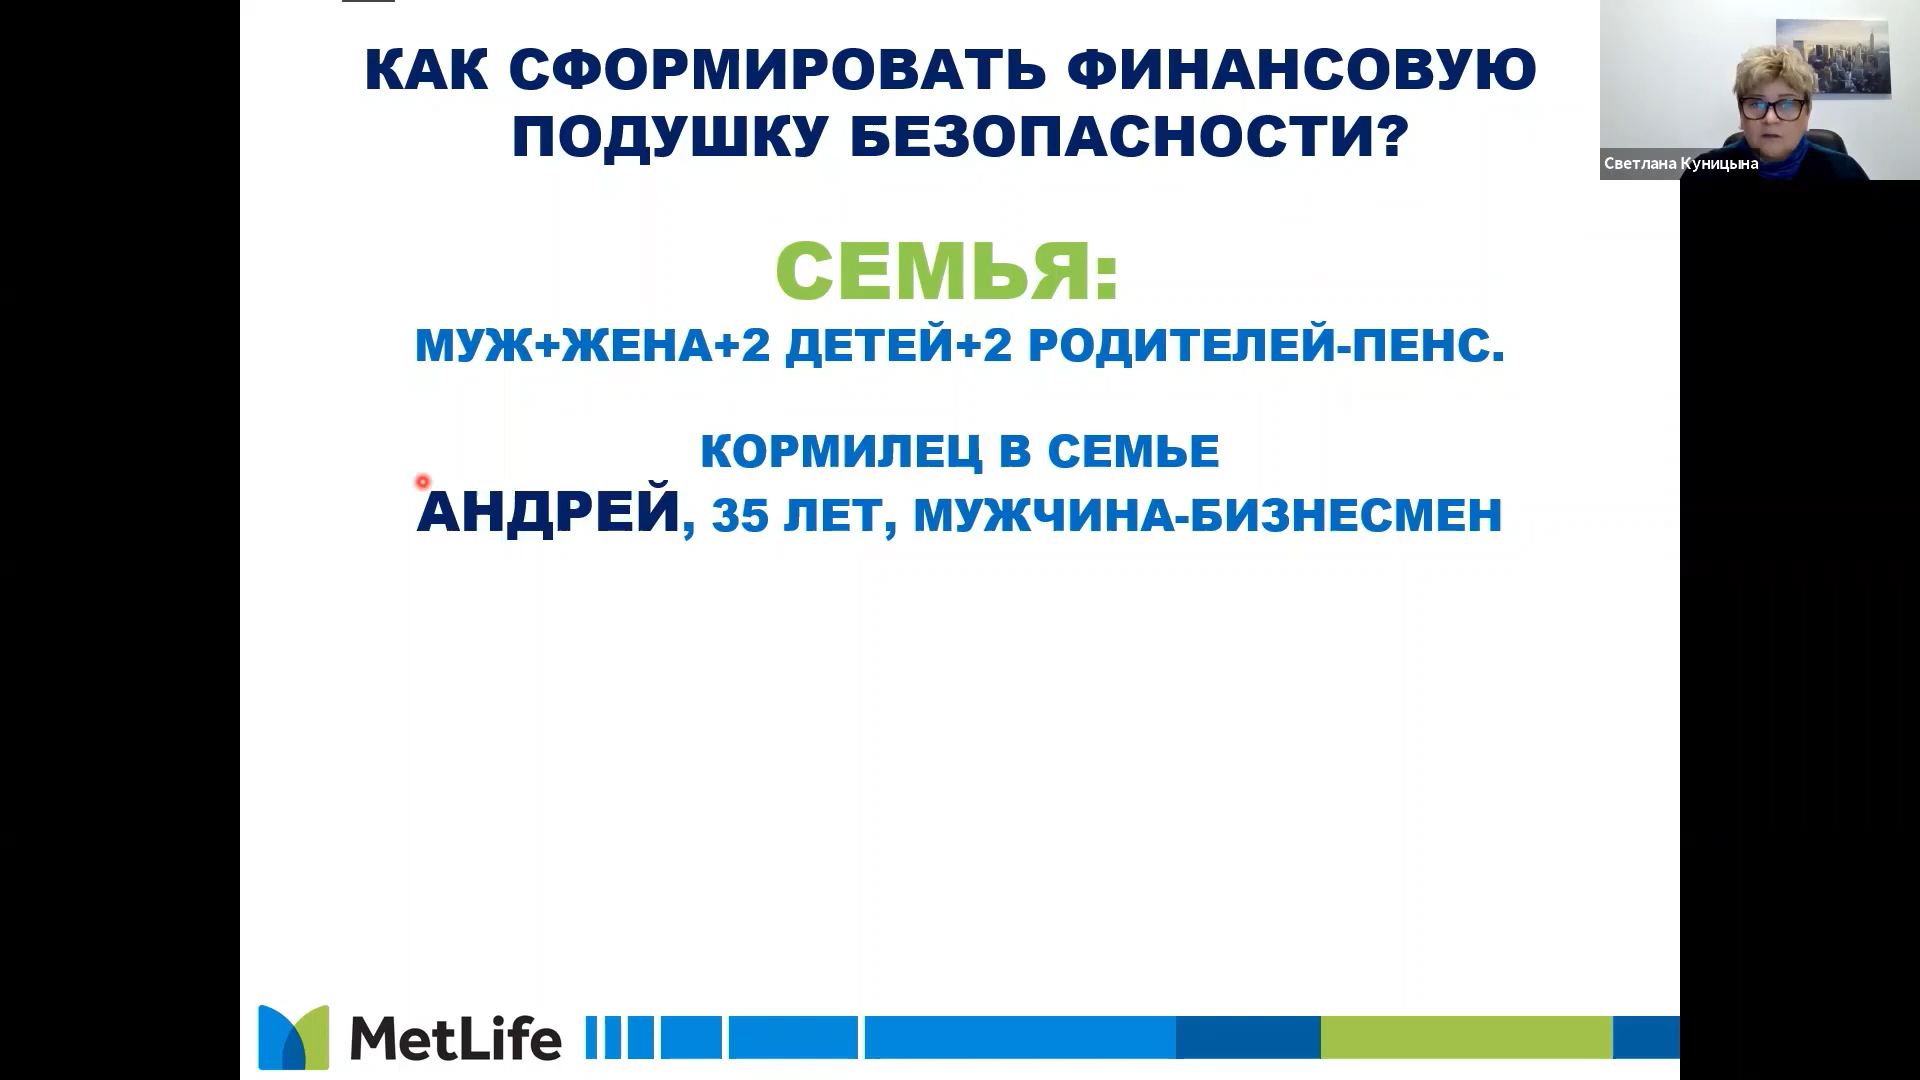 КАК СФОРМИРОВАТЬ ФИНАНСОВУЮ
ПОДУШКУ БЕЗОПАСНОСТИ?
Светлана Куницына
СЕМЬЯ:
МУЖ+ЖЕНА+2 ДЕТЕЙ+2 РОДИТЕЛЕЙ-ПЕНС.
КОРМИЛЕЦ В СЕМЬЕ
АНДРЕЙ, 35 ЛЕТ, МУЖЧИНА-БИЗНЕСМЕН
MetLife